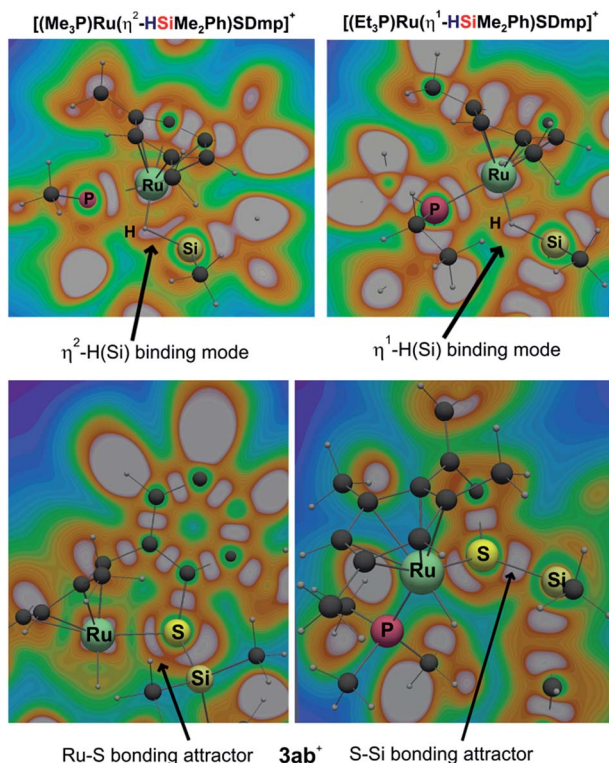 [(Me₃P)Ru(η²-HSiMe₂Ph)SDmp]⁺ [(Et₃P)Ru(η¹-HSiMe₂Ph)SDmp]⁺
Ru Ru
P P
H H
Si Si
η²-H(Si) binding mode η¹-H(Si) binding mode
S Si
Ru Ru
S
P
Si
Ru-S bonding attractor 3ab⁺ S-Si bonding attractor